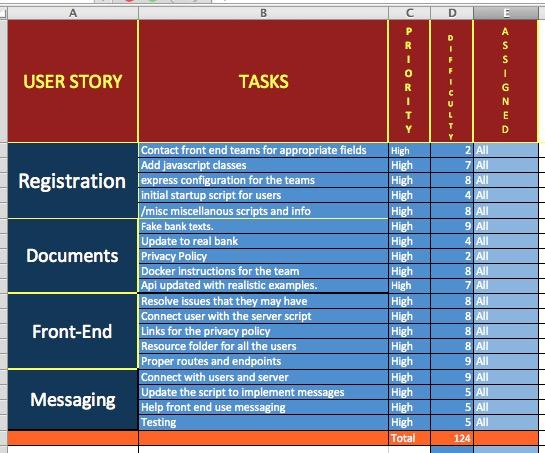 A B C D E
USER STORY TASKS PRIORITY DIFFICULTY ASSIGNED
Registration
Contact front end teams for appropriate fields High 2 All
Add javascript classes High 7 All
express configuration for the teams High 8 All
initial startup script for users High 4 All
/misc miscellanous scripts and info High 8 All
Documents
Fake bank texts. High 9 All
Update to real bank High 4 All
Privacy Policy High 2 All
Docker instructions for the team High 8 All
Api updated with realistic examples. High 7 All
Front-End
Resolve issues that they may have High 8 All
Connect user with the server script High 8 All
Links for the privacy policy High 8 All
Resource folder for all the users High 8 All
Proper routes and endpoints High 9 All
Messaging
Connect with users and server High 9 All
Update the script to implement messages High 5 All
Help front end use messaging High 5 All
Testing High 5 All
Total 124